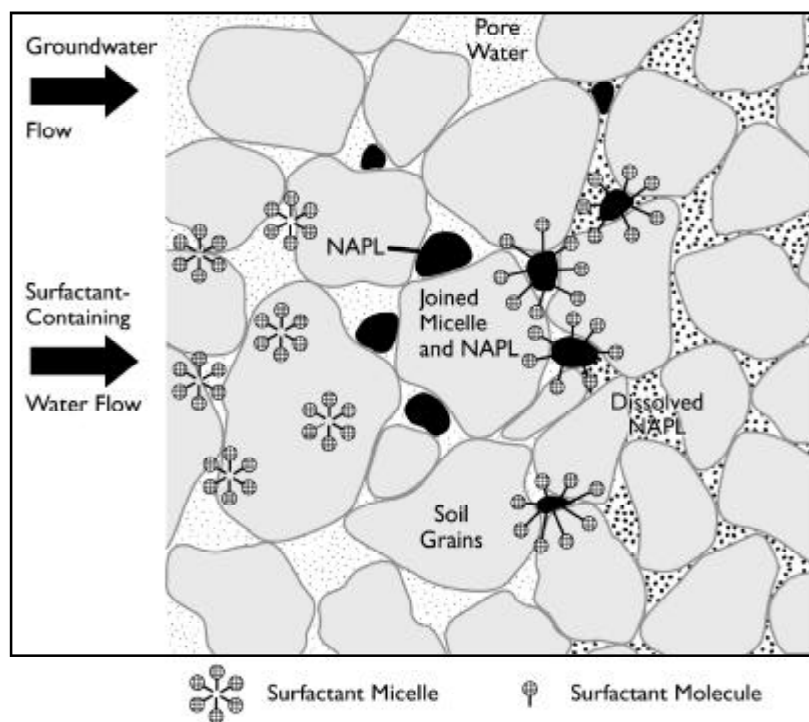 Groundwater
Flow
Pore
Water
NAPL
Surfactant-
Containing
Water Flow
Joined
Micelle
and NAPL
Dissolved
NAPL
Soil
Grains
Surfactant Micelle
Surfactant Molecule